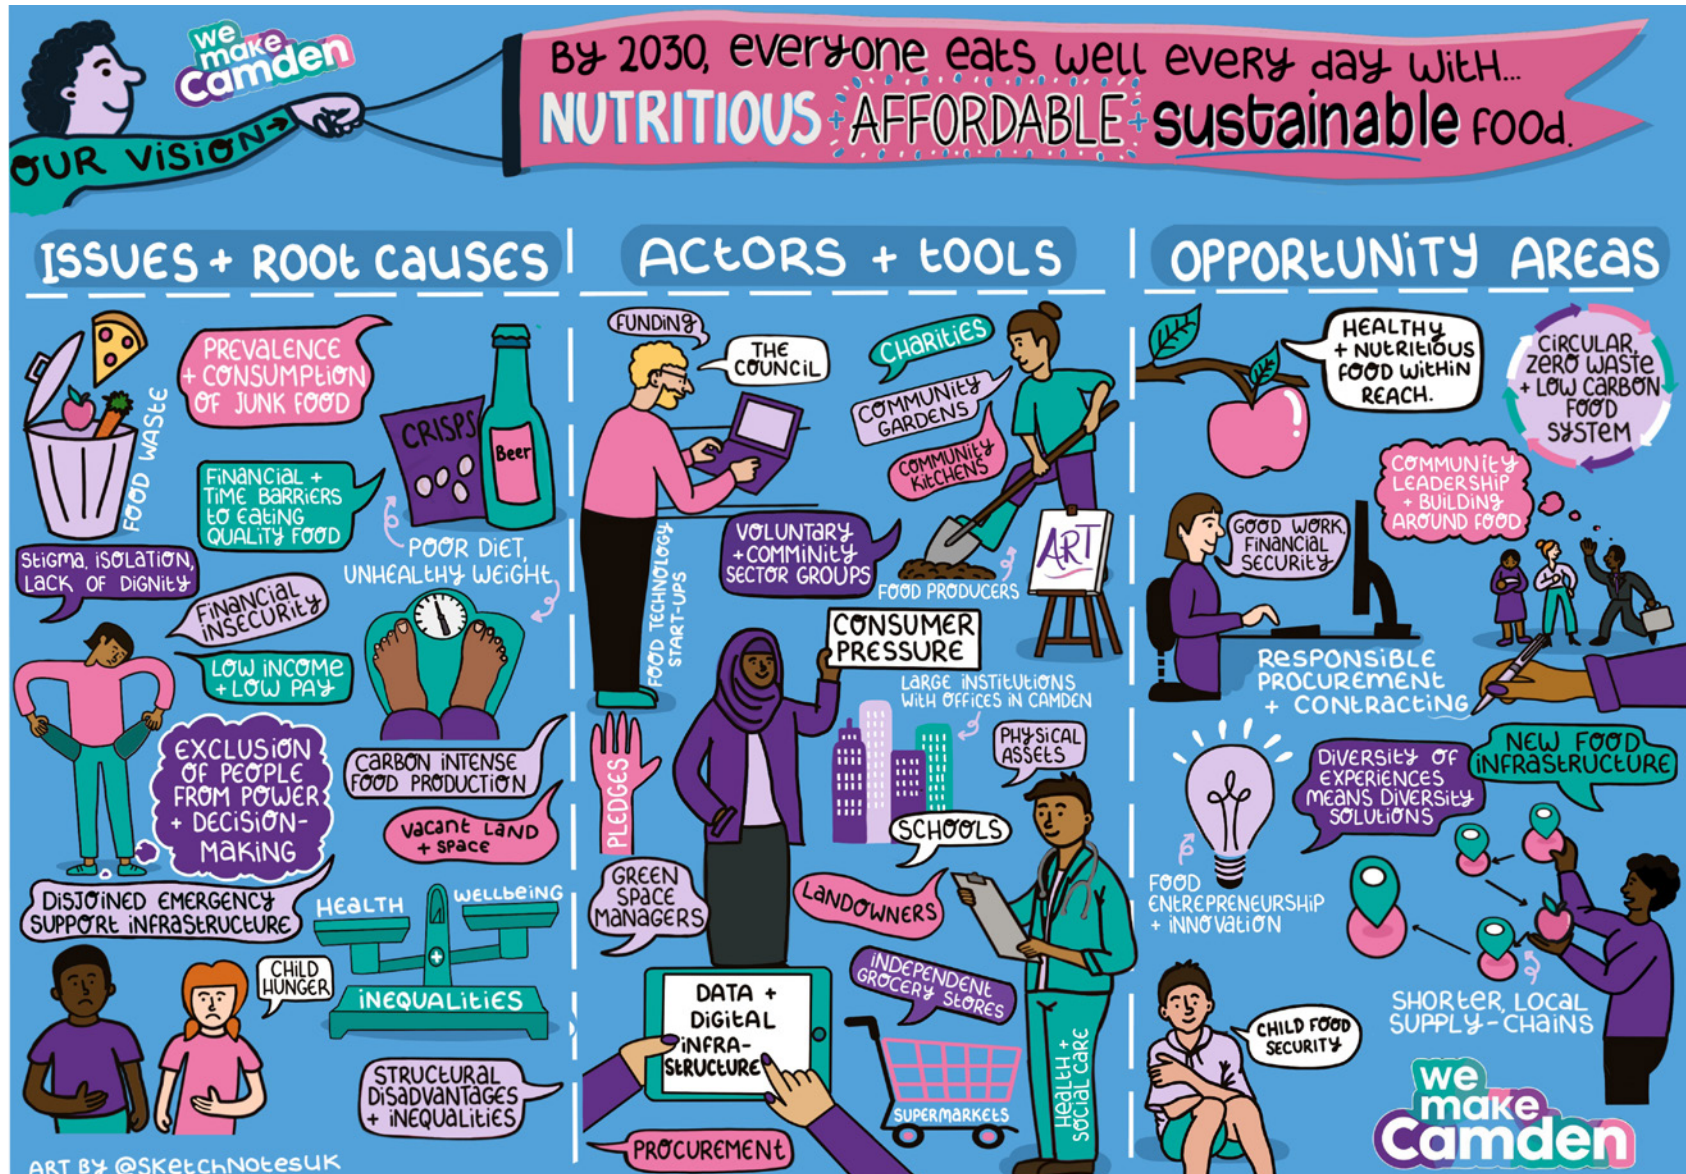 we
make
Camden
OUR VISION
BY 2030, everyone eats well every day with...
NUTRITIOUS + AFFORDABLE + sustainable food.
ISSUES + ROOT CAUSES
FOOD WASTE
PREVALENCE
+ CONSUMPTION
OF JUNK FOOD
CRISPS
Beer
FINANCIAL +
TIME BARRIERS
to EATING
QUALITY FOOD
POOR DIET,
UNHEALTHY WEIGHT
STIGMA, ISOLATION,
LACK OF DIGNITY
FINANCIAL
INSECURITY
LOW INCOME
+ LOW PAY
EXCLUSION
OF PEOPLE
FROM POWER
+ DECISION-
MAKING
CARBON INTENSE
FOOD PRODUCTION
VACANT LAND
+ SPACE
DISJOINED EMERGENCY
SUPPORT INFRASTRUCTURE
HEALTH
WELLBEING
INEQUALITIES
CHILD
HUNGER
STRUCTURAL
DISADVANTAGES
+ INEQUALITIES
ART BY @SKETCHNOTESUK
ACTORS + TOOLS
FUNDING
THE
COUNCIL
CHARITIES
COMMUNITY
GARDENS
COMMUNITY
KITCHENS
FOOD TECHNOLOGY
START-UPS
VOLUNTARY
+ COMMINITY
SECTOR GROUPS
FOOD PRODUCERS
ART
CONSUMER
PRESSURE
LARGE INSTITUTIONS
WITH OFFICES IN CAMDEN
PHYSICAL
ASSETS
PLEDGES
SCHOOLS
GREEN
SPACE
MANAGERS
LANDOWNERS
INDEPENDENT
GROCERY STORES
DATA +
DIGITAL
INFRA-
STRUCTURE
SUPERMARKETS
HEALTH +
SOCIAL CARE
PROCUREMENT
OPPORTUNITY AREAS
HEALTHY
+ NUTRITIOUS
FOOD WITHIN
REACH.
CIRCULAR,
ZERO WASTE
+ LOW CARBON
FOOD
SYSTEM
COMMUNITY
LEADERSHIP
+ BUILDING
AROUND FOOD
GOOD WORK,
FINANCIAL
SECURITY
RESPONSIBLE
PROCUREMENT
+ CONTRACTING
DIVERSITY OF
EXPERIENCES
MEANS DIVERSITY
SOLUTIONS
NEW FOOD
INFRASTRUCTURE
FOOD
ENTREPRENEURSHIP
+ INNOVATION
SHORTER, LOCAL
SUPPLY-CHAINS
CHILD FOOD
SECURITY
we
make
Camden